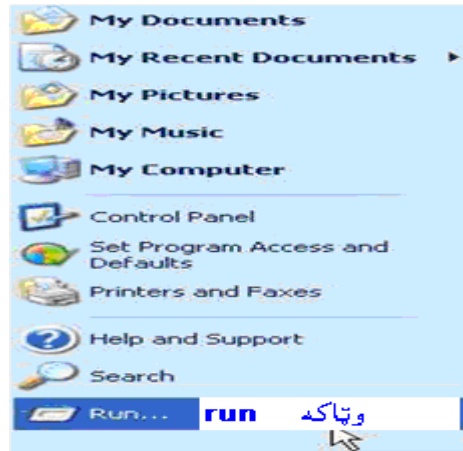 My Documents
My Recent Documents
My Pictures
My Music
My Computer
Control Panel
Set Program Access and
Defaults
Printers and Faxes
Help and Support
Search
Run... run وټاکه